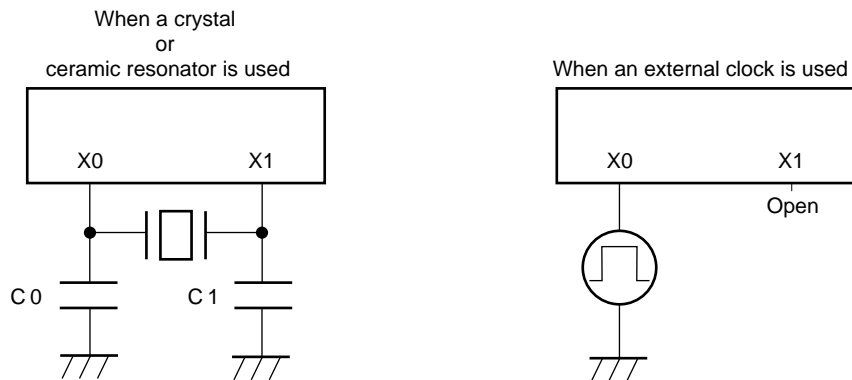 When a crystal
or
ceramic resonator is used
X0 X1
C 0 C 1
When an external clock is used
X0 X1
Open